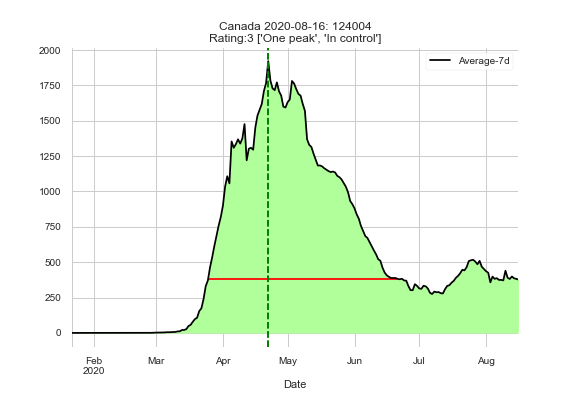 Canada 2020-08-16: 124004
Rating:3 ['One peak', 'In control']
Average-7d
2000
1750
1500
1250
1000
750
500
250
0
Feb
2020
Mar
Apr
May
Jun
Jul
Aug
Date